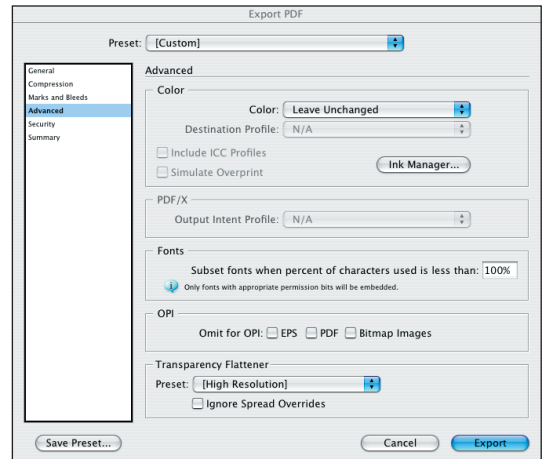 Export PDF
Preset: [Custom]
General
Compression
Marks and Bleeds
Advanced
Security
Summary
Advanced
Color
Color: Leave Unchanged
Destination Profile: N/A
Include ICC Profiles
Simulate Overprint
Ink Manager...
PDF/X
Output Intent Profile: N/A
Fonts
Subset fonts when percent of characters used is less than: 100%
Only fonts with appropriate permission bits will be embedded.
OPI
Omit for OPI: EPS PDF Bitmap Images
Transparency Flattener
Preset: [High Resolution]
Ignore Spread Overrides
Save Preset... Cancel Export